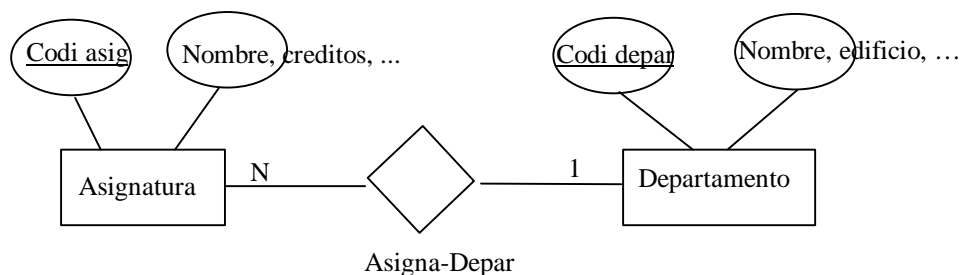 Codi asig
Nombre, creditos, ...
Codi depar
Nombre, edificio, …
Asignatura
N
1
Departamento
Asigna-Depar